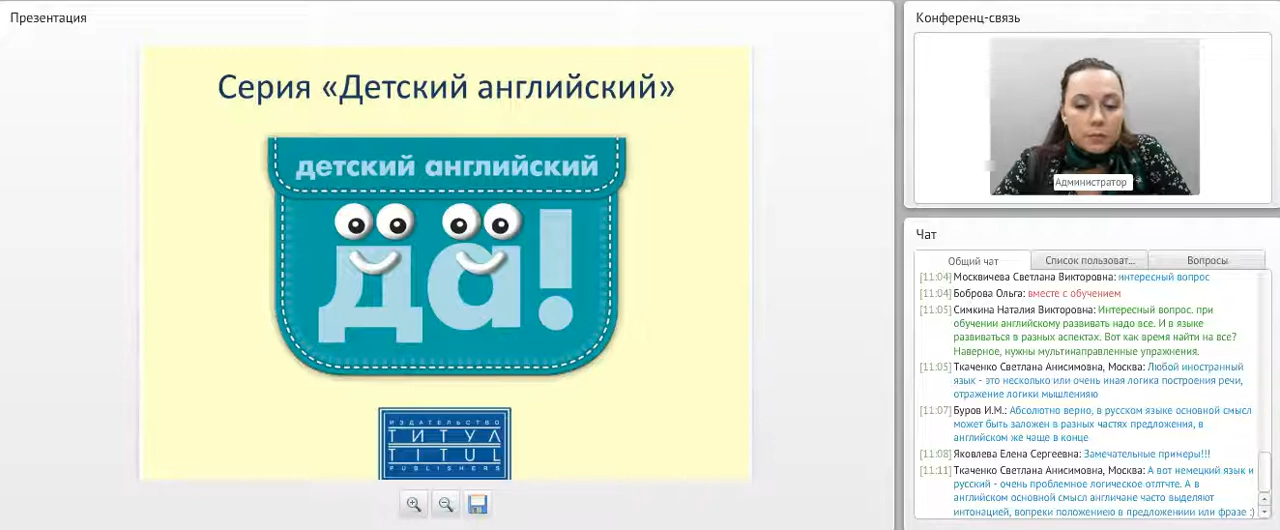 Презентация
Серия «Детский английский»
детский английский
да!
ИЗДАТЕЛЬСТВО
ТИТУЛ
TITUL
PUBLISHERS
Конференц-связь
Администратор
Чат
Общий чат
Список пользоват...
Вопросы
[11:04] Москвичева Светлана Викторовна: интересный вопрос
[11:04] Боброва Ольга: вместе с обучением
[11:05] Симкина Наталия Викторовна: Интересный вопрос. при
обучении английскому развивать надо все. И в языке
развиваться в разных аспектах. Вот как время найти на все?
Наверное, нужны мультинаправленные упражнения.
[11:05] Ткаченко Светлана Анисимовна, Москва: Любой иностранный
язык - это несколько или очень иная логика построения речи,
отражение логики мышленияю
[11:07] Буров И.М.: Абсолютно верно, в русском языке основной смысл
может быть заложен в разных частях предложения, в
английском же чаще в конце
[11:08] Яковлева Елена Сергеевна: Замечательные примеры!!!
[11:11] Ткаченко Светлана Анисимовна, Москва: А вот немецкий язык и
русский - очень проблемное логическое отлтчте. А в
английском основной смысл англичане часто выделяют
интонацией, вопреки положениею в предложениии или фразе :)